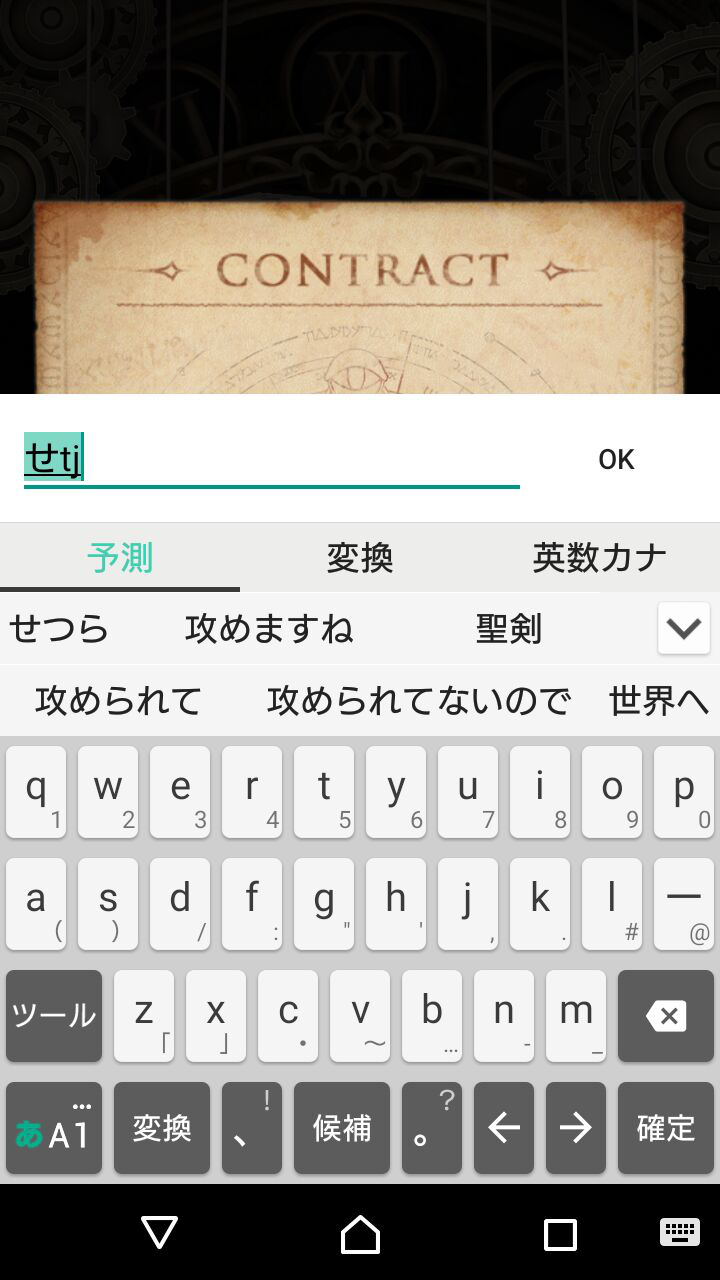 XII
CONTRACT
せtj
OK
予測 変換 英数カナ
せつら 攻めますね 聖剣
攻められて 攻められてないので 世界へ
q 1 w 2 e 3 r 4 t 5 y 6 u 7 i 8 o 9 p 0
a ( s ) d / f : g " h ' j , k . l # ー @
ツール z 「 x 」 c ・ v 〜 b … n - m _
あA1 … 変換 、 ! 候補 。 ? ← → 確定